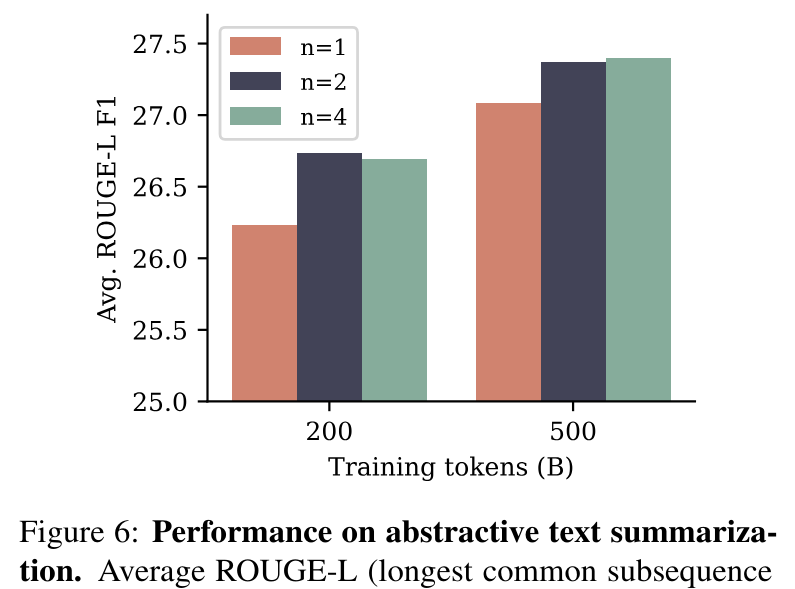 27.5
27.0
26.5
26.0
25.5
25.0
Avg. ROUGE-L F1
n=1
n=2
n=4
200
500
Training tokens (B)
Figure 6: Performance on abstractive text summariza-
tion. Average ROUGE-L (longest common subsequence